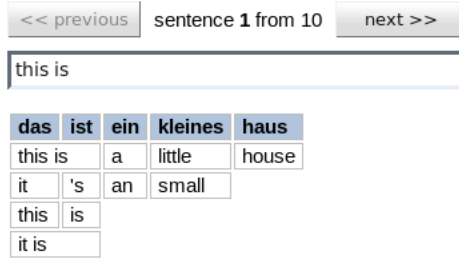 << previous sentence 1 from 10 next >>
this is
das ist ein kleines haus
this is a little house
it 's an small
this is
it is